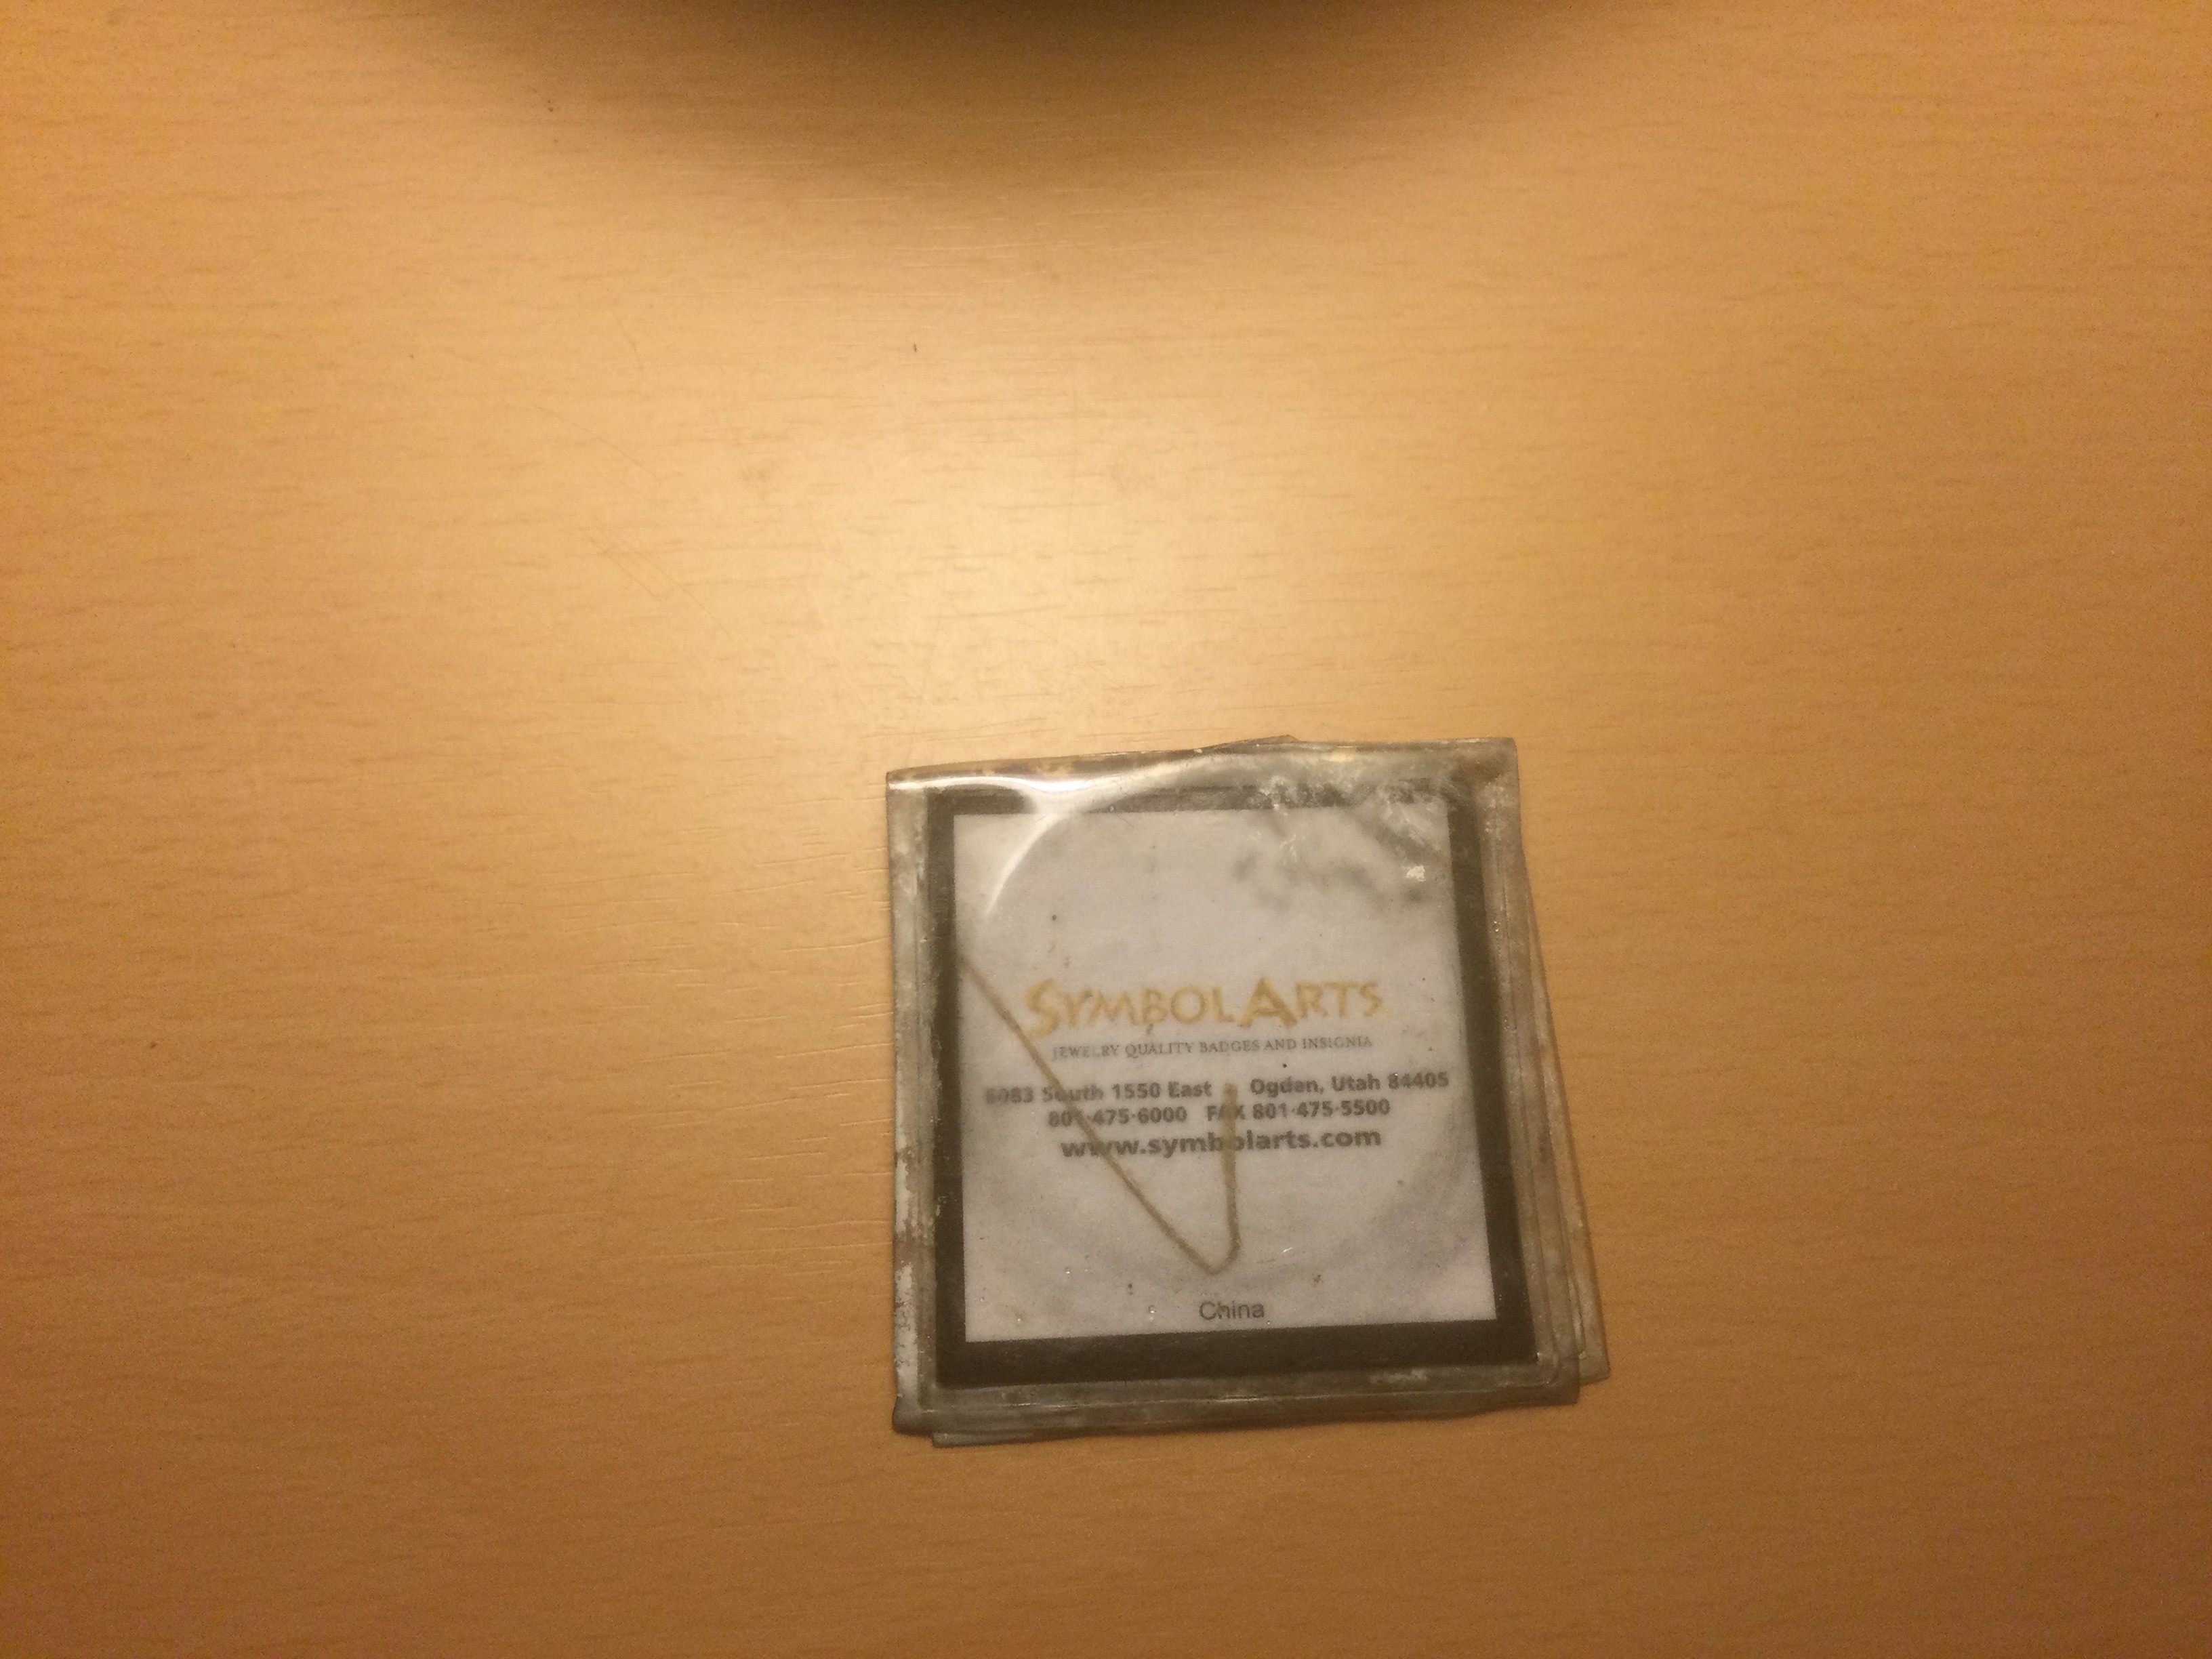 SYMBOLARTS
JEWELRY QUALITY BADGES AND INSIGNIA
6083 South 1550 East Ogden, Utah 84405
801·475·6000 FAX 801·475·5500
www.symbolarts.com
China